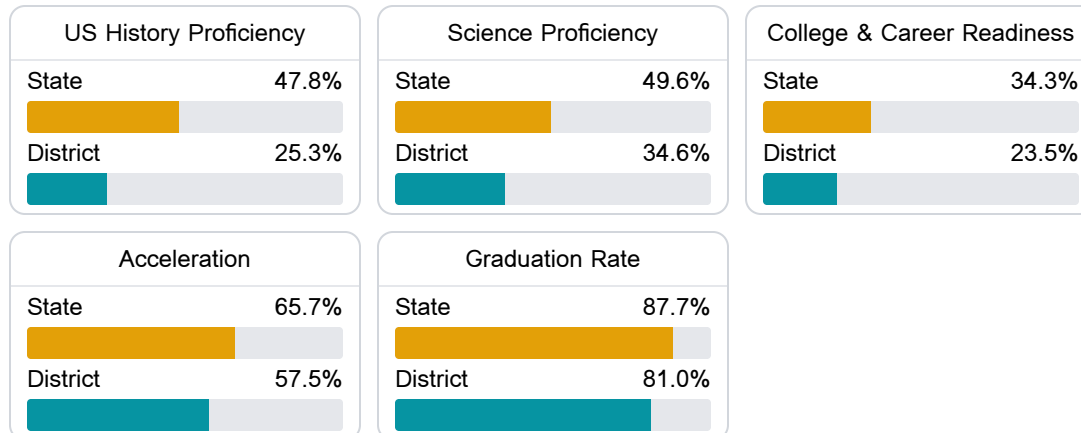 US History Proficiency
State 47.8%
District 25.3%
Science Proficiency
State 49.6%
District 34.6%
College & Career Readiness
State 34.3%
District 23.5%
Acceleration
State 65.7%
District 57.5%
Graduation Rate
State 87.7%
District 81.0%